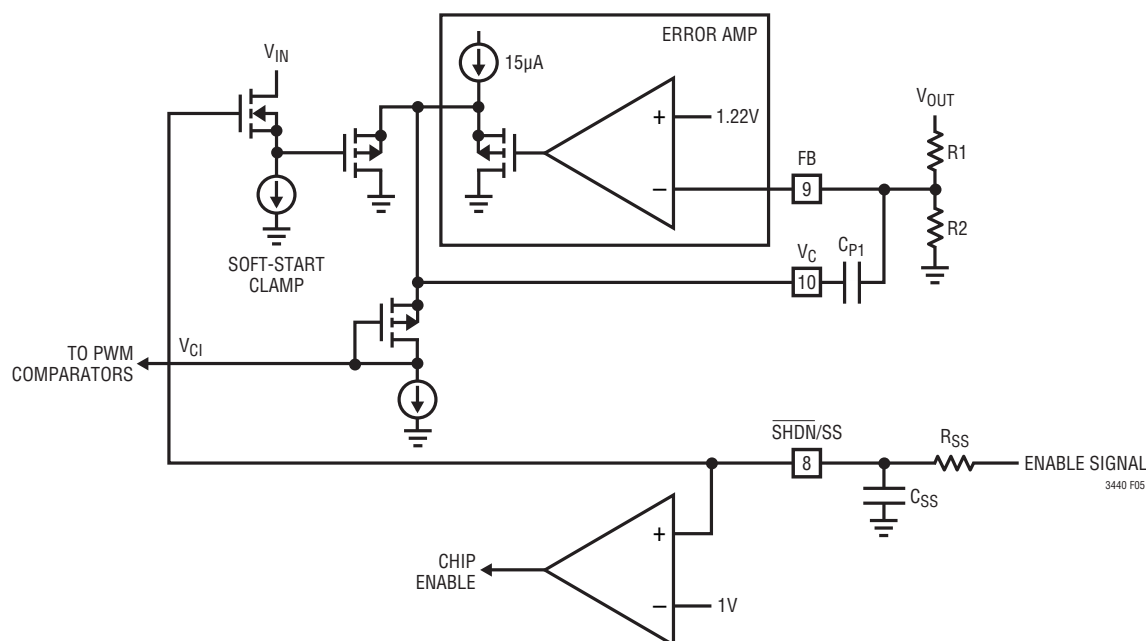 ERROR AMP
V_IN
15µA
V_OUT
+
1.22V
R1
FB
−
9
R2
V_C
C_P1
SOFT-START
CLAMP
10
V_CI
TO PWM
COMPARATORS
S̅H̅D̅N̅/SS
R_SS
8
ENABLE SIGNAL
3440 F05
C_SS
+
CHIP
ENABLE
−
1V